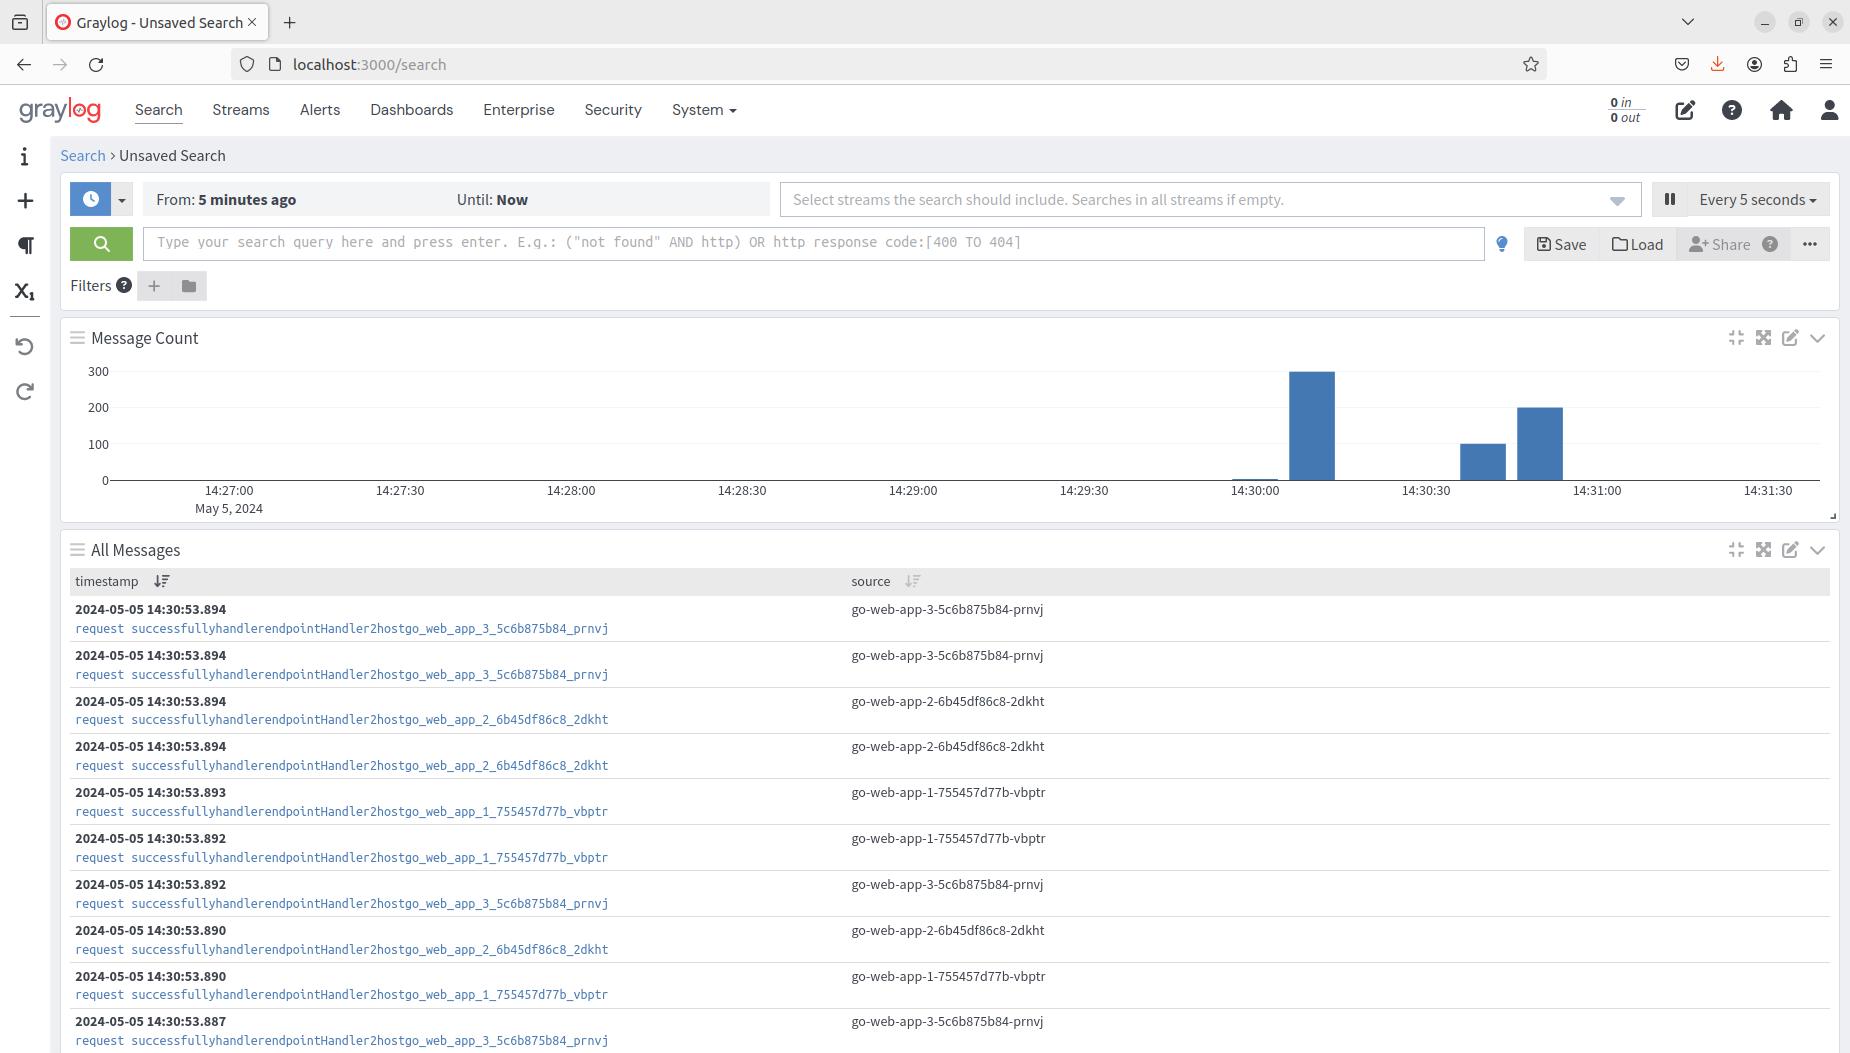 Graylog - Unsaved Search
localhost:3000/search
graylog Search Streams Alerts Dashboards Enterprise Security System
0 in
0 out
Search > Unsaved Search
From: 5 minutes ago Until: Now Select streams the search should include. Searches in all streams if empty. Every 5 seconds
Type your search query here and press enter. E.g.: ("not found" AND http) OR http response code:[400 TO 404] Save Load Share
Filters
Message Count
300
200
100
0
14:27:00 14:27:30 14:28:00 14:28:30 14:29:00 14:29:30 14:30:00 14:30:30 14:31:00 14:31:30
May 5, 2024
All Messages
timestamp source
2024-05-05 14:30:53.894 go-web-app-3-5c6b875b84-prnvj
request successfullyhandlerendpointHandler2hostgo_web_app_3_5c6b875b84_prnvj
2024-05-05 14:30:53.894 go-web-app-3-5c6b875b84-prnvj
request successfullyhandlerendpointHandler2hostgo_web_app_3_5c6b875b84_prnvj
2024-05-05 14:30:53.894 go-web-app-2-6b45df86c8-2dkht
request successfullyhandlerendpointHandler2hostgo_web_app_2_6b45df86c8_2dkht
2024-05-05 14:30:53.894 go-web-app-2-6b45df86c8-2dkht
request successfullyhandlerendpointHandler2hostgo_web_app_2_6b45df86c8_2dkht
2024-05-05 14:30:53.893 go-web-app-1-755457d77b-vbptr
request successfullyhandlerendpointHandler2hostgo_web_app_1_755457d77b_vbptr
2024-05-05 14:30:53.892 go-web-app-1-755457d77b-vbptr
request successfullyhandlerendpointHandler2hostgo_web_app_1_755457d77b_vbptr
2024-05-05 14:30:53.892 go-web-app-3-5c6b875b84-prnvj
request successfullyhandlerendpointHandler2hostgo_web_app_3_5c6b875b84_prnvj
2024-05-05 14:30:53.890 go-web-app-2-6b45df86c8-2dkht
request successfullyhandlerendpointHandler2hostgo_web_app_2_6b45df86c8_2dkht
2024-05-05 14:30:53.890 go-web-app-1-755457d77b-vbptr
request successfullyhandlerendpointHandler2hostgo_web_app_1_755457d77b_vbptr
2024-05-05 14:30:53.887 go-web-app-3-5c6b875b84-prnvj
request successfullyhandlerendpointHandler2hostgo_web_app_3_5c6b875b84_prnvj